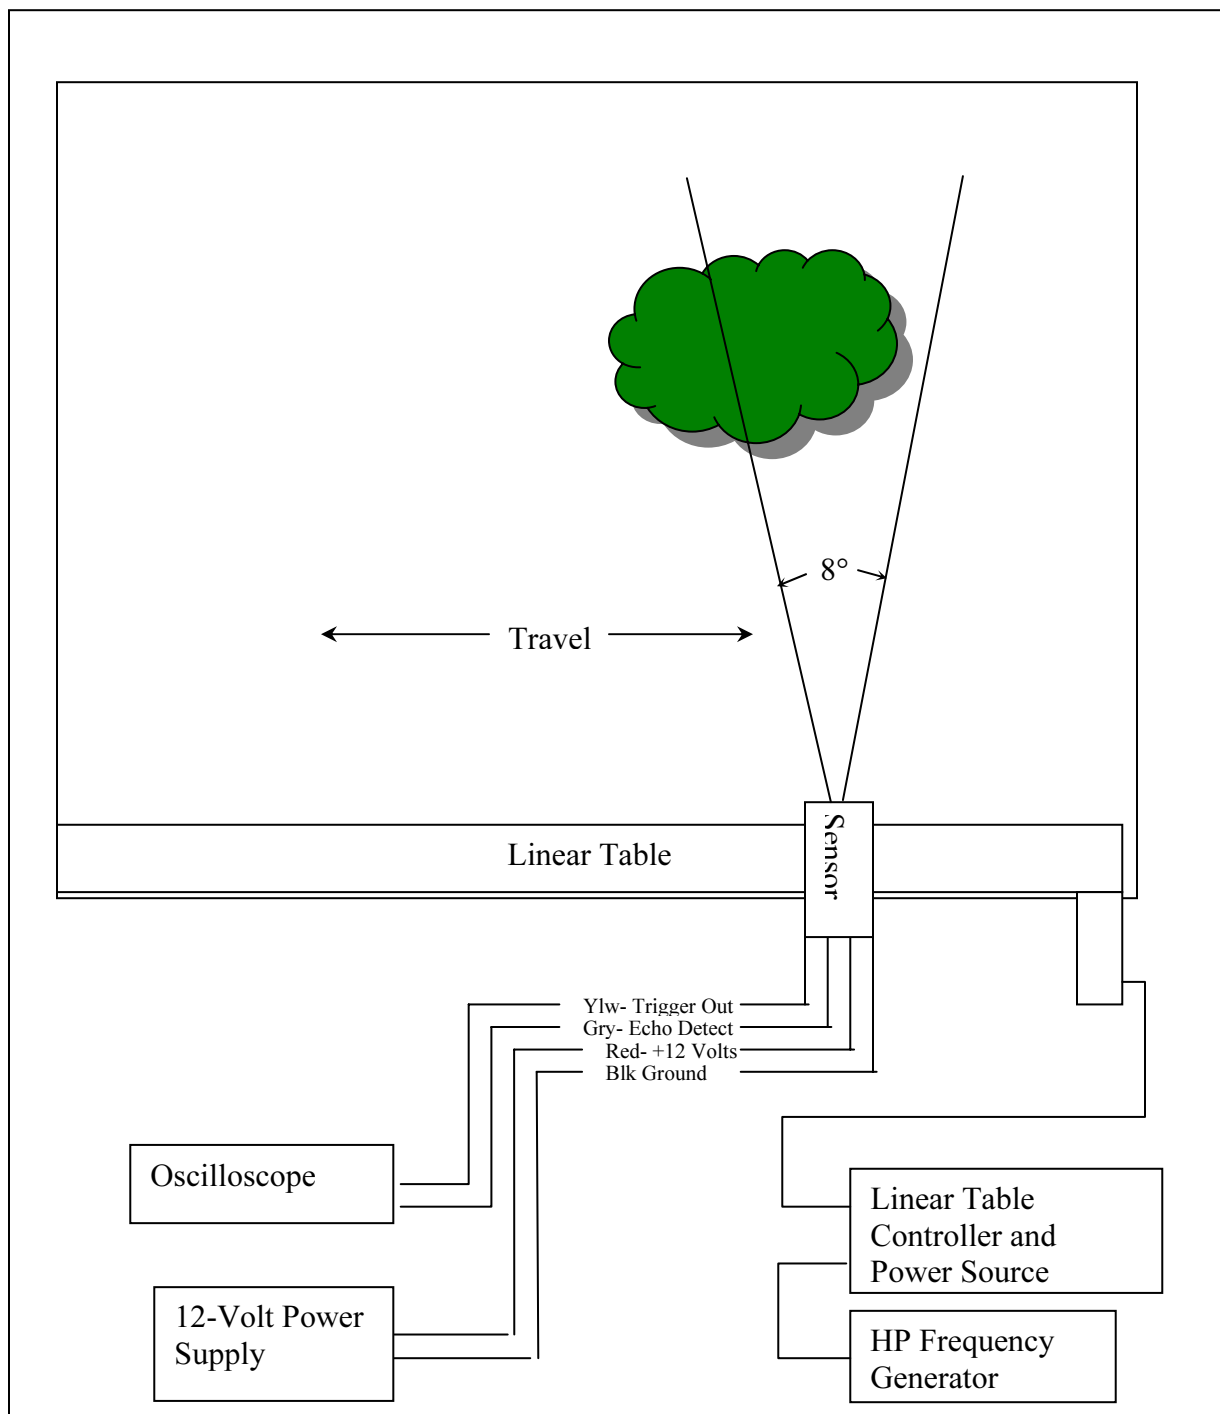 8°
Travel
Sensor
Linear Table
Ylw- Trigger Out
Gry- Echo Detect
Red- +12 Volts
Blk Ground
Oscilloscope
Linear Table
Controller and
Power Source
12-Volt Power
Supply
HP Frequency
Generator